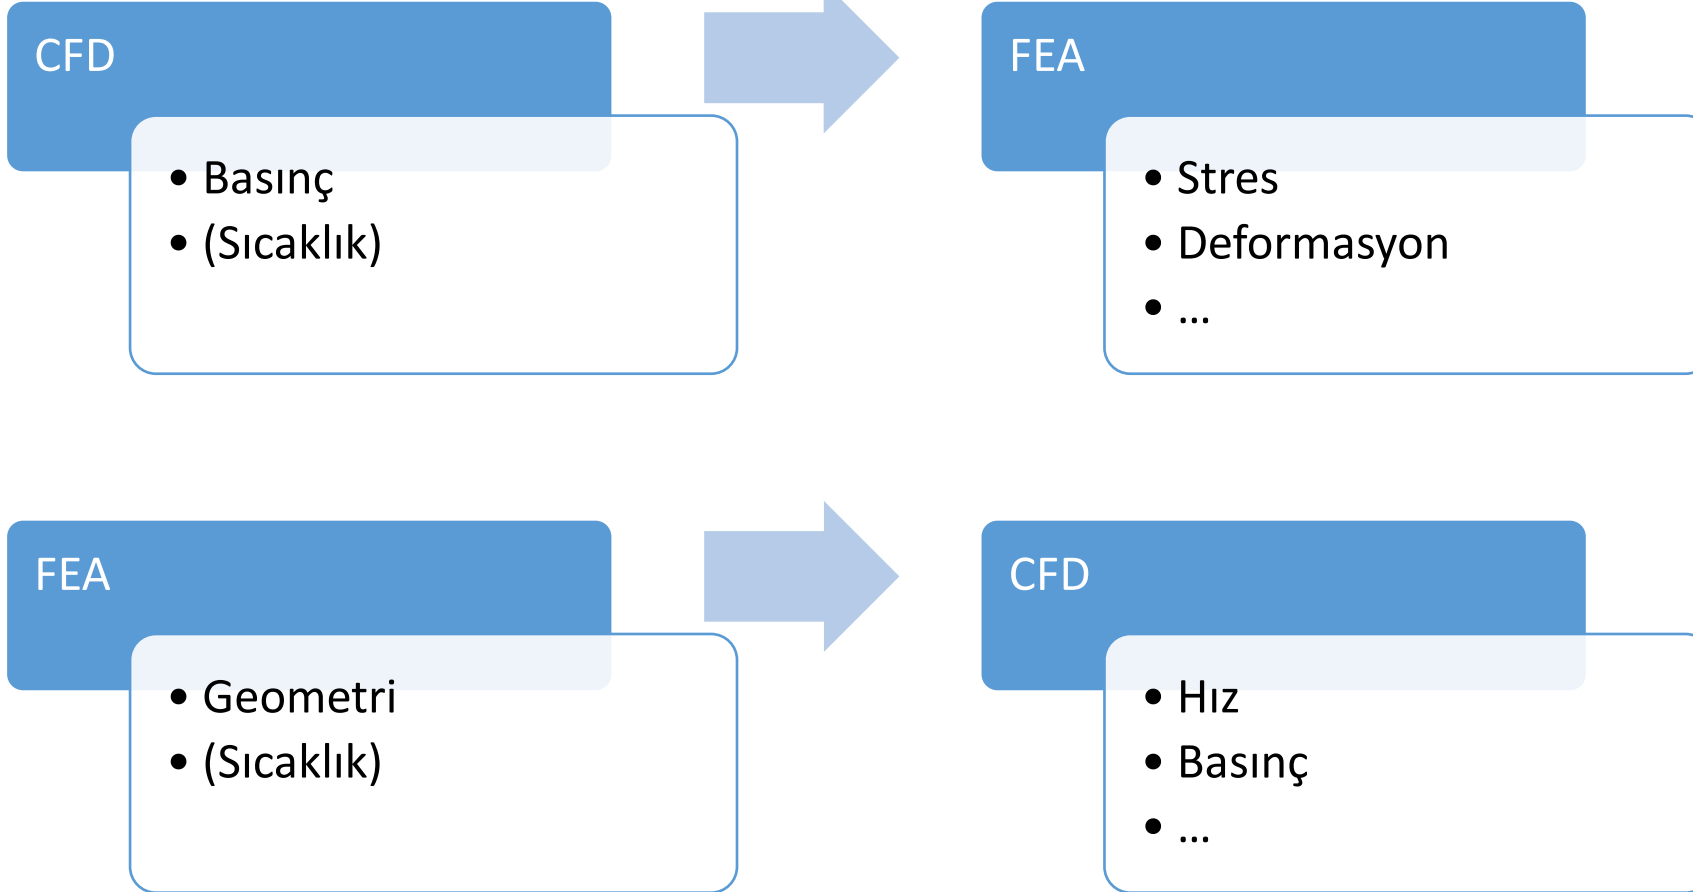 CFD
• Basınç
• (Sıcaklık)
FEA
• Stres
• Deformasyon
• ...
FEA
• Geometri
• (Sıcaklık)
CFD
• Hız
• Basınç
• ...